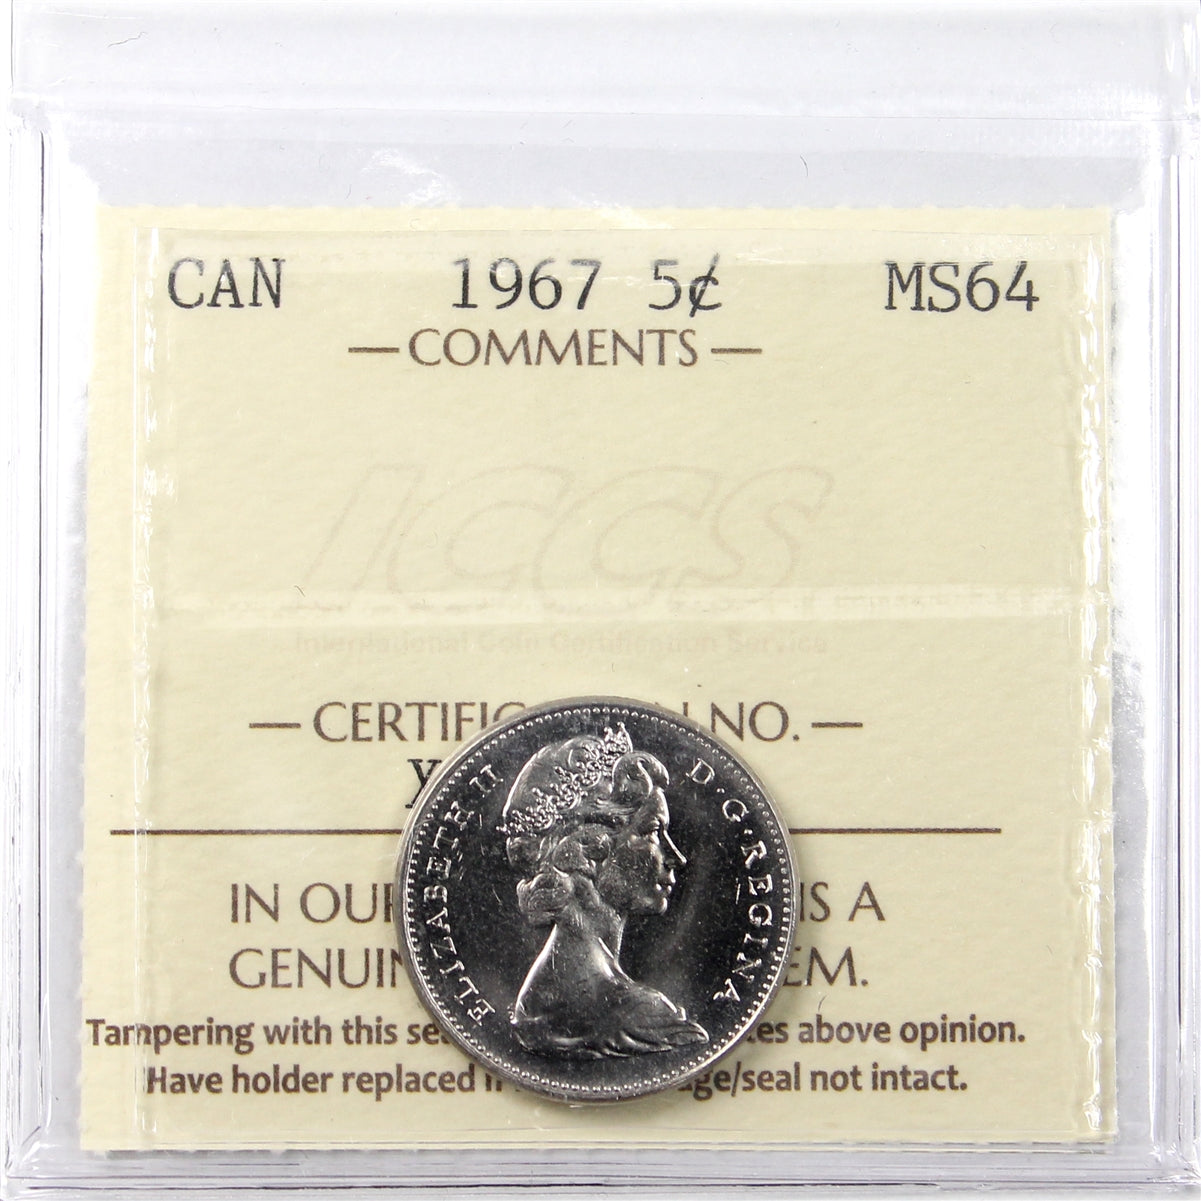 CAN 1967 5¢ MS64
— COMMENTS —
ICCS
International Coin Certification Service
— CERTIFIC N NO. —
Y
IN OUR IS A
GENUIN EM.
Tampering with this se es above opinion.
Have holder replaced i ge/seal not intact.
ELIZABETH II D·G·REGINA